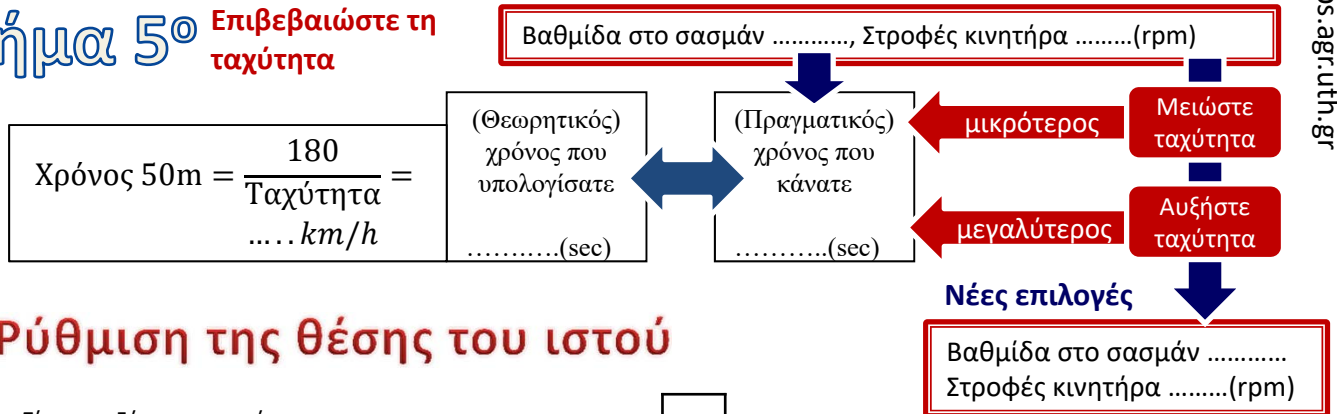 ήμα 5º
Επιβεβαιώστε τη
ταχύτητα
Βαθμίδα στο σασμάν …………, Στροφές κινητήρα ………(rpm)
Χρόνος 50m = 180 / Ταχύτητα ….. km/h =
(Θεωρητικός)
χρόνος που
υπολογίσατε
………..(sec)
(Πραγματικός)
χρόνος που
κάνατε
………..(sec)
μικρότερος
Μειώστε
ταχύτητα
μεγαλύτερος
Αυξήστε
ταχύτητα
Νέες επιλογές
Βαθμίδα στο σασμάν …………
Στροφές κινητήρα ………(rpm)
Ρύθμιση της θέσης του ιστού
os.agr.uth.gr